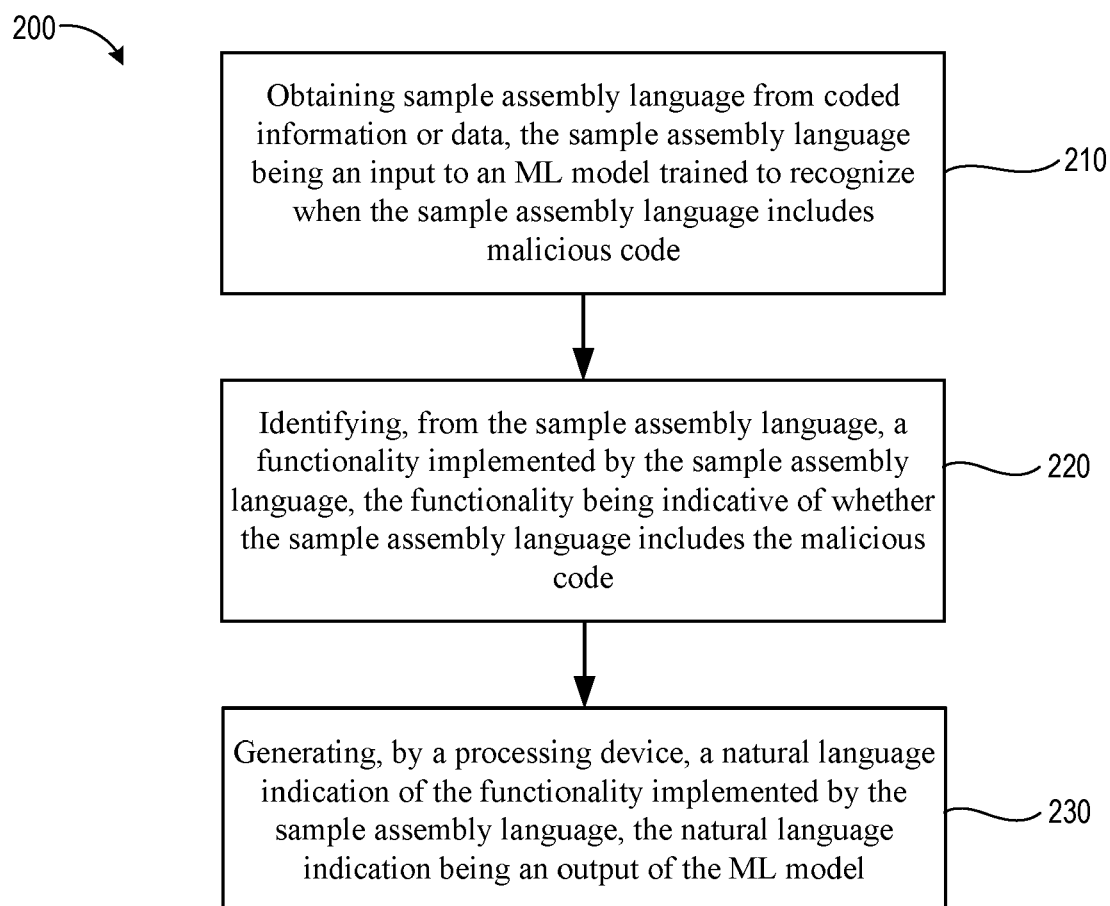 200
Obtaining sample assembly language from coded
information or data, the sample assembly language
being an input to an ML model trained to recognize
when the sample assembly language includes
malicious code
210
Identifying, from the sample assembly language, a
functionality implemented by the sample assembly
language, the functionality being indicative of whether
the sample assembly language includes the malicious
code
220
Generating, by a processing device, a natural language
indication of the functionality implemented by the
sample assembly language, the natural language
indication being an output of the ML model
230